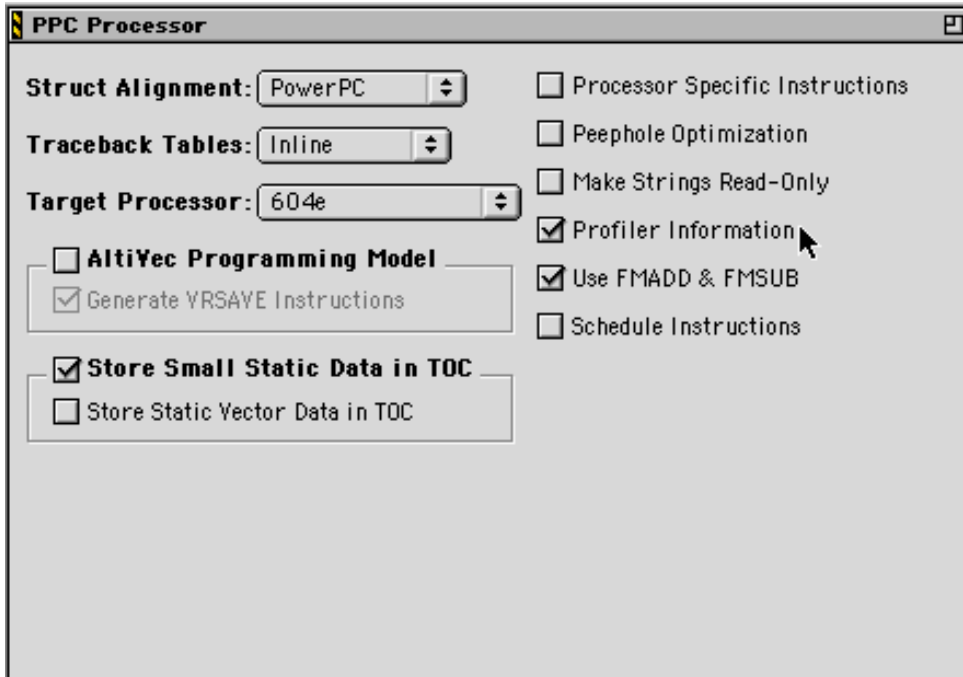 PPC Processor
Struct Alignment: PowerPC
Traceback Tables: Inline
Target Processor: 604e
AltiVec Programming Model
Generate VRSAVE Instructions
Store Small Static Data in TOC
Store Static Vector Data in TOC
Processor Specific Instructions
Peephole Optimization
Make Strings Read-Only
Profiler Information
Use FMADD & FMSUB
Schedule Instructions